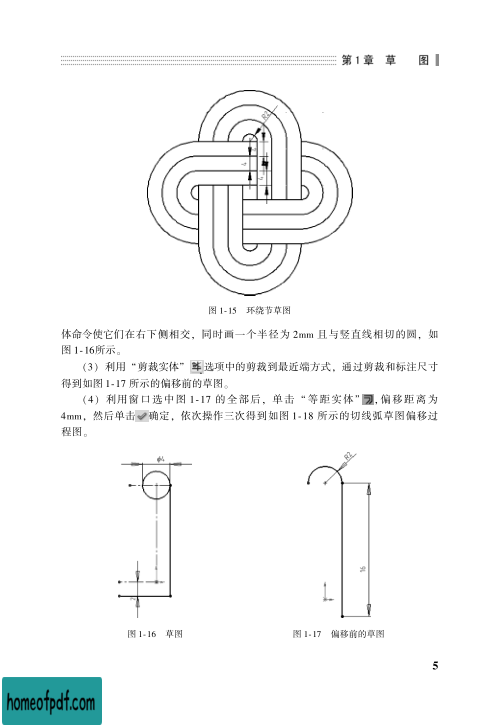 第1章 草 图
R2
4
4
图 1-15 环绕节草图
体命令使它们在右下侧相交，同时画一个半径为 2mm 且与竖直线相切的圆，如
图 1-16所示。
（3）利用“剪裁实体” 选项中的剪裁到最近端方式，通过剪裁和标注尺寸
得到如图 1-17 所示的偏移前的草图。
（4）利用窗口选中图 1-17 的全部后，单击“等距实体” ，偏移距离为
4mm，然后单击 确定，依次操作三次得到如图 1-18 所示的切线弧草图偏移过
程图。
φ4
2
R2
16
图 1-16 草图
图 1-17 偏移前的草图
5
homeofpdf.com